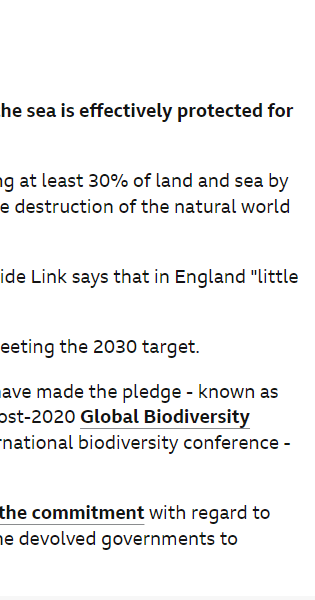 he sea is effectively protected for
ng at least 30% of land and sea by
e destruction of the natural world
ide Link says that in England "little
eeting the 2030 target.
have made the pledge - known as
ost-2020 Global Biodiversity
rnational biodiversity conference -
the commitment with regard to
he devolved governments to